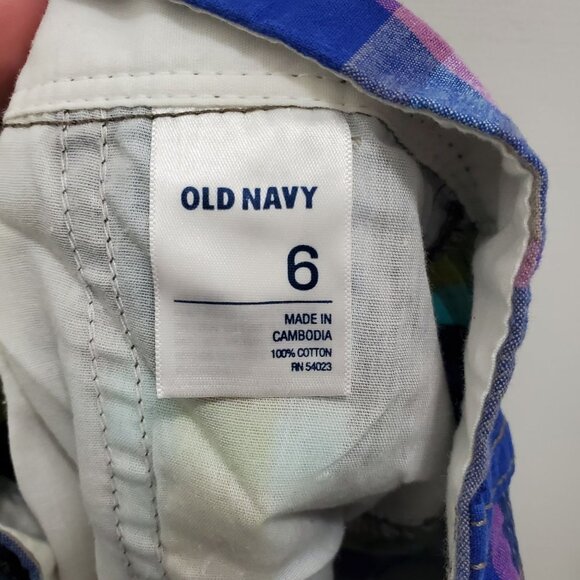 OLD NAVY
6
MADE IN
CAMBODIA
100% COTTON
RN 54023